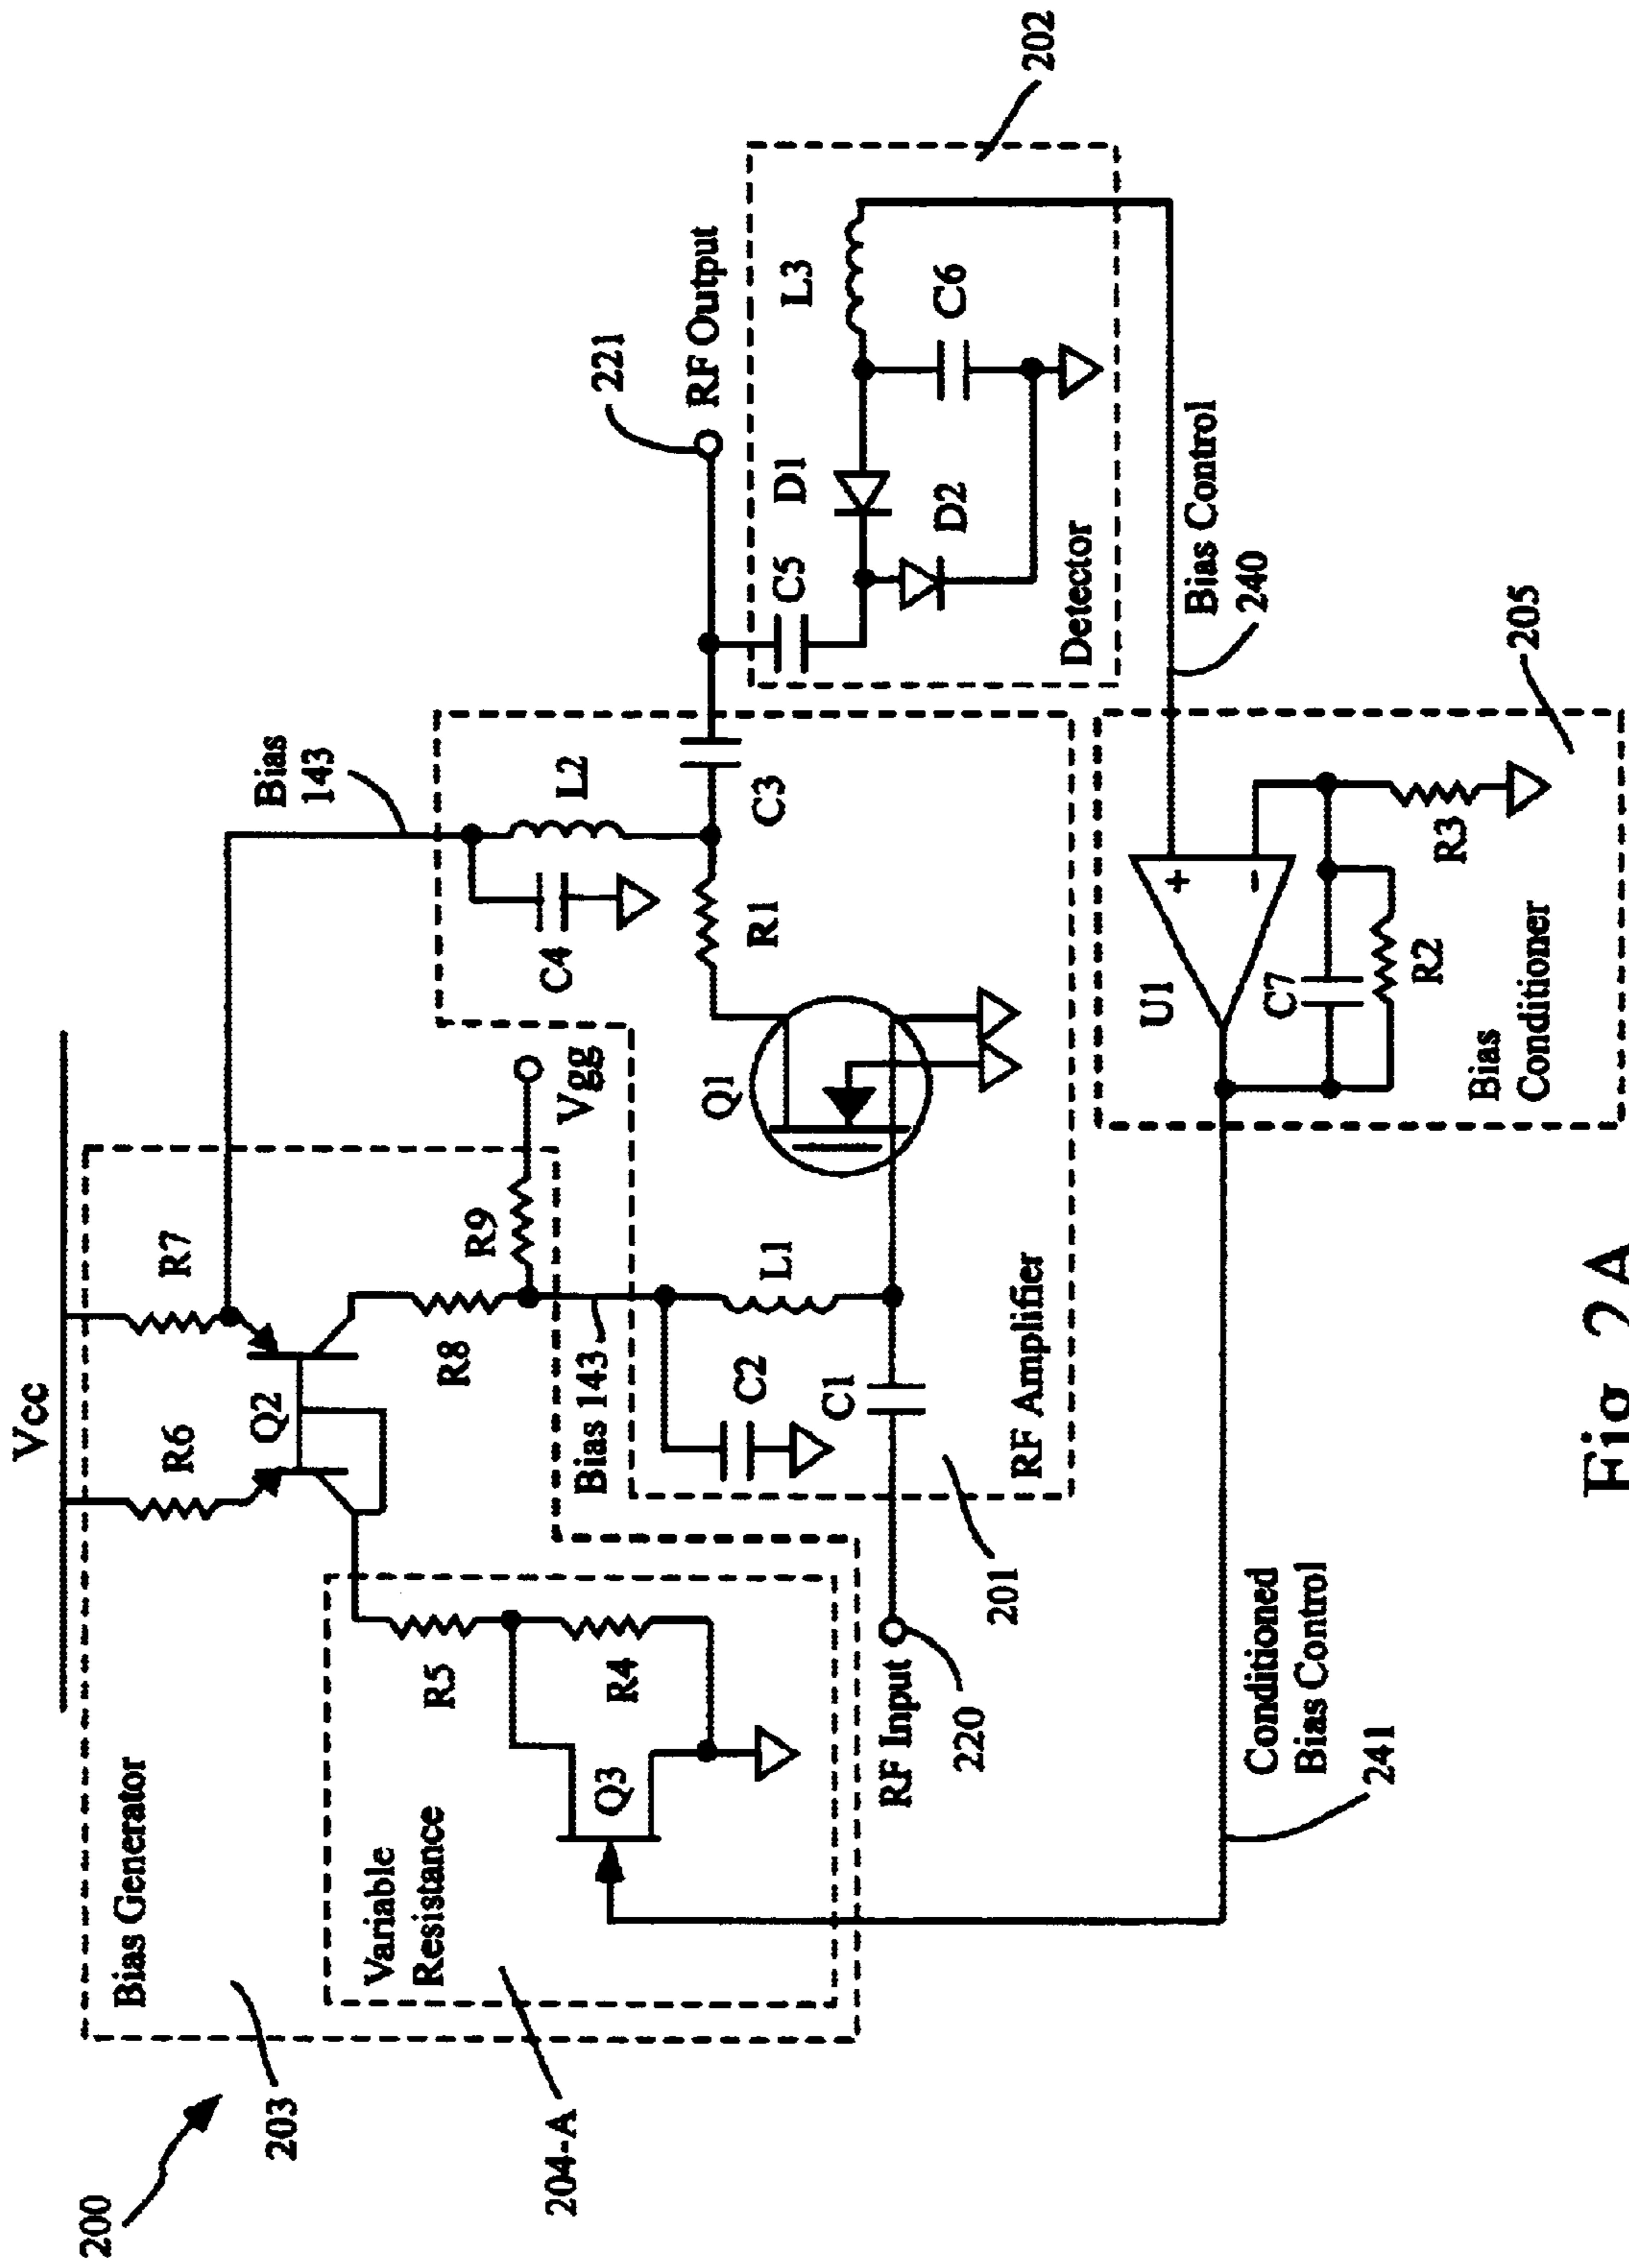 Vcc
200
203
Bias Generator
R6
R7
Q2
Bias
143
204-A
Variable
Resistance
Q3
R5
R4
R8
R9
Vgg
Bias 143
C4
L2
221
RF Output
202
RF Input
220
201
C2
L1
C1
RF Amplifier
Q1
R1
C3
C5
D1
L3
D2
C6
Detector
Conditioned
Bias Control
241
U1
+
−
C7
R2
R3
Bias
Conditioner
Bias Control
240
205
Fig. 2A